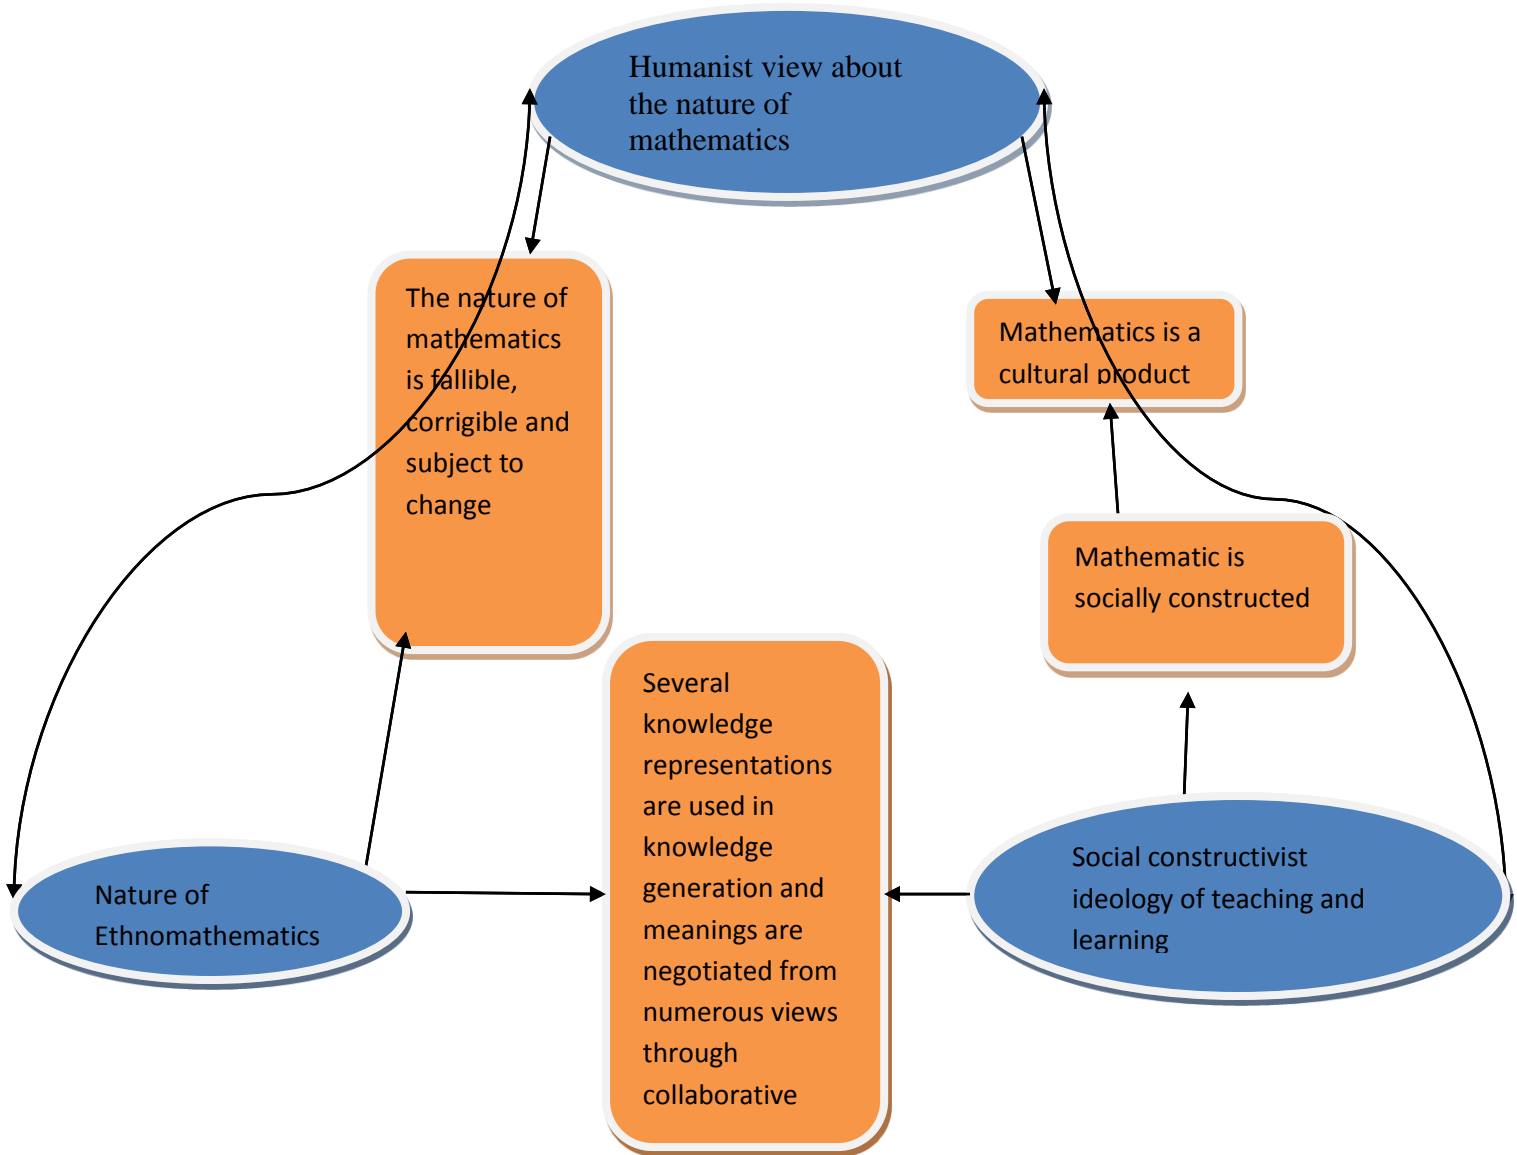 Humanist view about
the nature of
mathematics
The nature of
mathematics
is fallible,
corrigible and
subject to
change
Mathematics is a
cultural product
Mathematic is
socially constructed
Several
knowledge
representations
are used in
knowledge
generation and
meanings are
negotiated from
numerous views
through
collaborative
Nature of
Ethnomathematics
Social constructivist
ideology of teaching and
learning